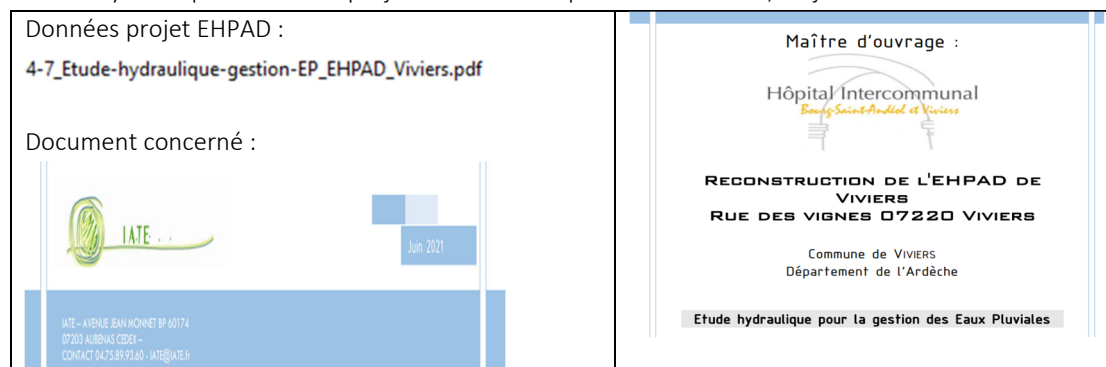 Données projet EHPAD :
4-7_Etude-hydraulique-gestion-EP_EHPAD_Viviers.pdf
Document concerné :
IATE
Juin 2021
IATE – AVENUE JEAN MONNET BP 60174
07203 AUBENAS CEDEX –
CONTACT 04.75.89.93.60 - IATE@IATE.fr
Maître d'ouvrage :
Hôpital Intercommunal
Bourg-Saint-Andéol et Viviers
RECONSTRUCTION DE L'EHPAD DE
VIVIERS
RUE DES VIGNES 07220 VIVIERS
Commune de VIVIERS
Département de l'Ardèche
Etude hydraulique pour la gestion des Eaux Pluviales